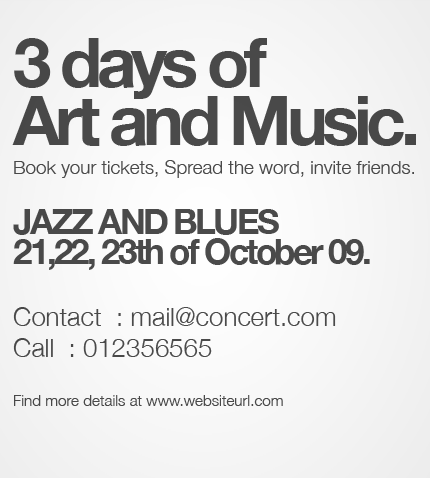 3 days of
Art and Music.
Book your tickets, Spread the word, invite friends.
JAZZ AND BLUES
21,22, 23th of October 09.
Contact : mail@concert.com
Call : 012356565
Find more details at www.websiteurl.com